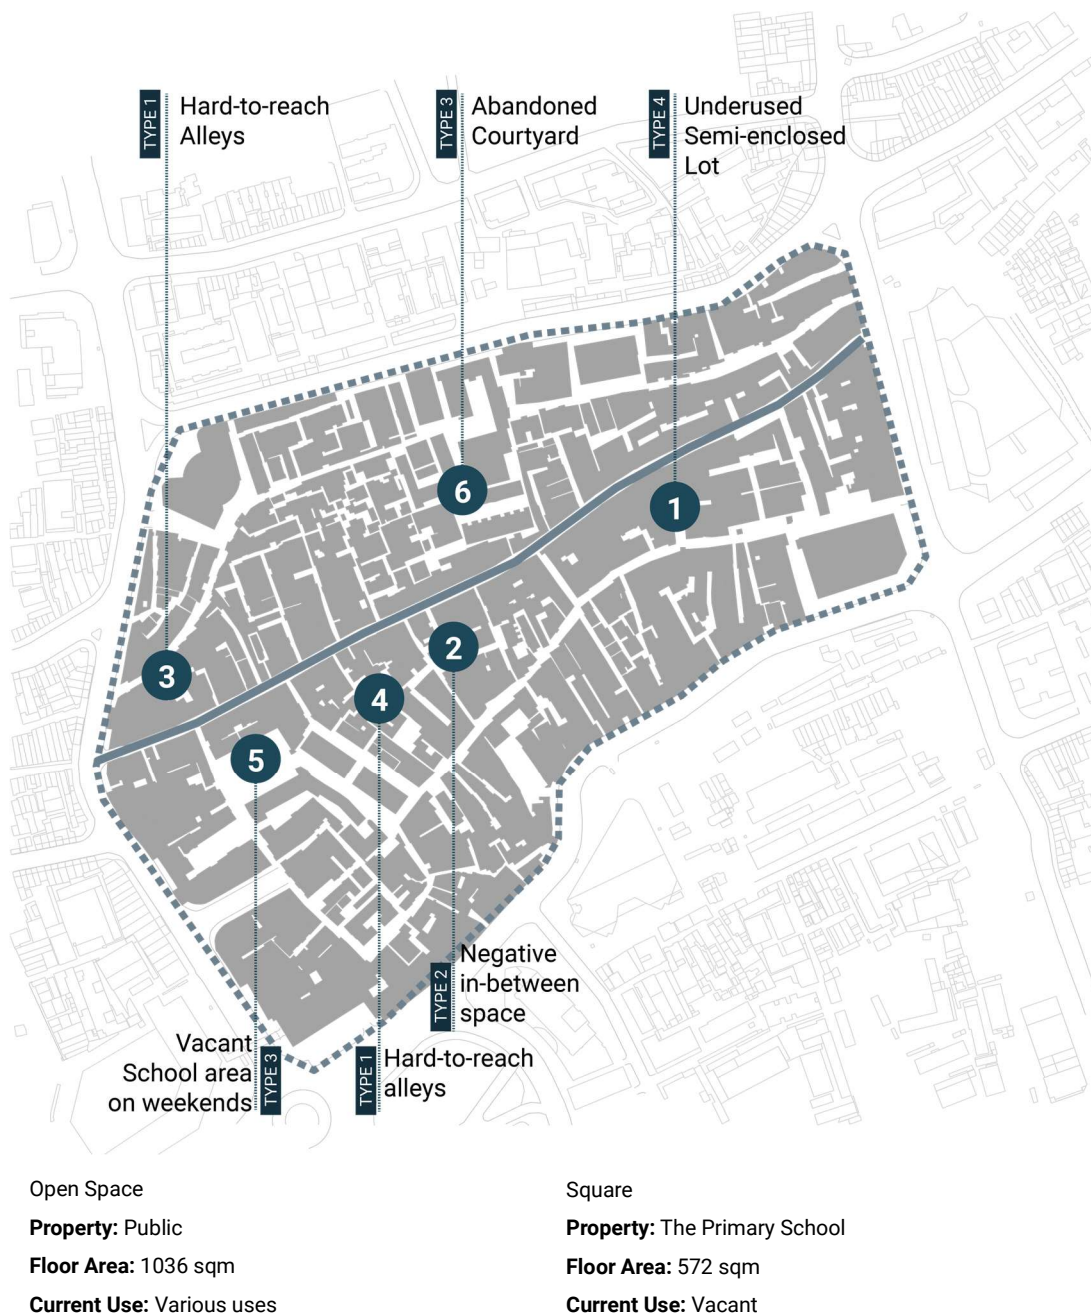 TYPE 1
Hard-to-reach
Alleys
TYPE 3
Abandoned
Courtyard
TYPE 4
Underused
Semi-enclosed
Lot
6
1
2
3
4
5
Negative
in-between
space
TYPE 2
Vacant
School area
on weekends
TYPE 3
TYPE 1
Hard-to-reach
alleys
Open Space
Property: Public
Floor Area: 1036 sqm
Current Use: Various uses
Square
Property: The Primary School
Floor Area: 572 sqm
Current Use: Vacant